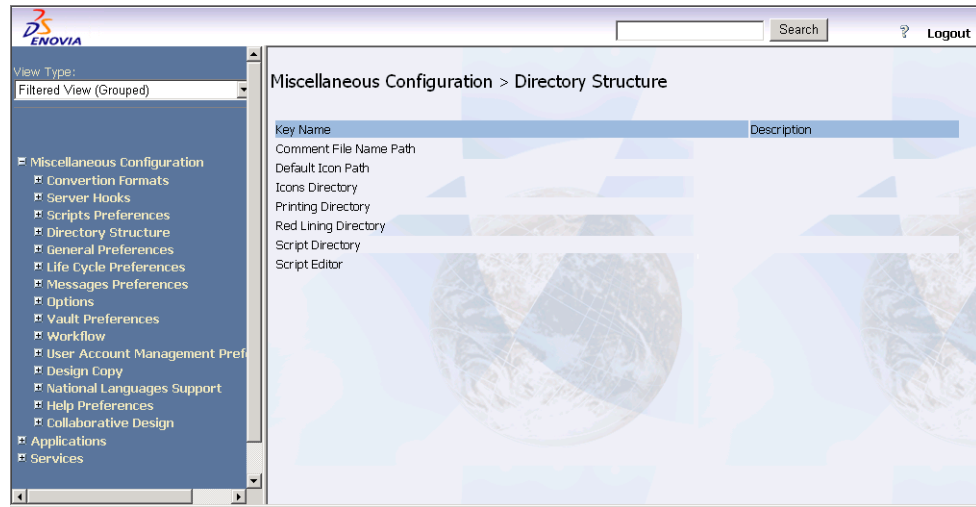 DS
ENOVIA
Search
?
Logout
View Type:
Filtered View (Grouped)
Miscellaneous Configuration
Convertion Formats
Server Hooks
Scripts Preferences
Directory Structure
General Preferences
Life Cycle Preferences
Messages Preferences
Options
Vault Preferences
Workflow
User Account Management Pref
Design Copy
National Languages Support
Help Preferences
Collaborative Design
Applications
Services
Miscellaneous Configuration > Directory Structure
Key Name Description
Comment File Name Path
Default Icon Path
Icons Directory
Printing Directory
Red Lining Directory
Script Directory
Script Editor